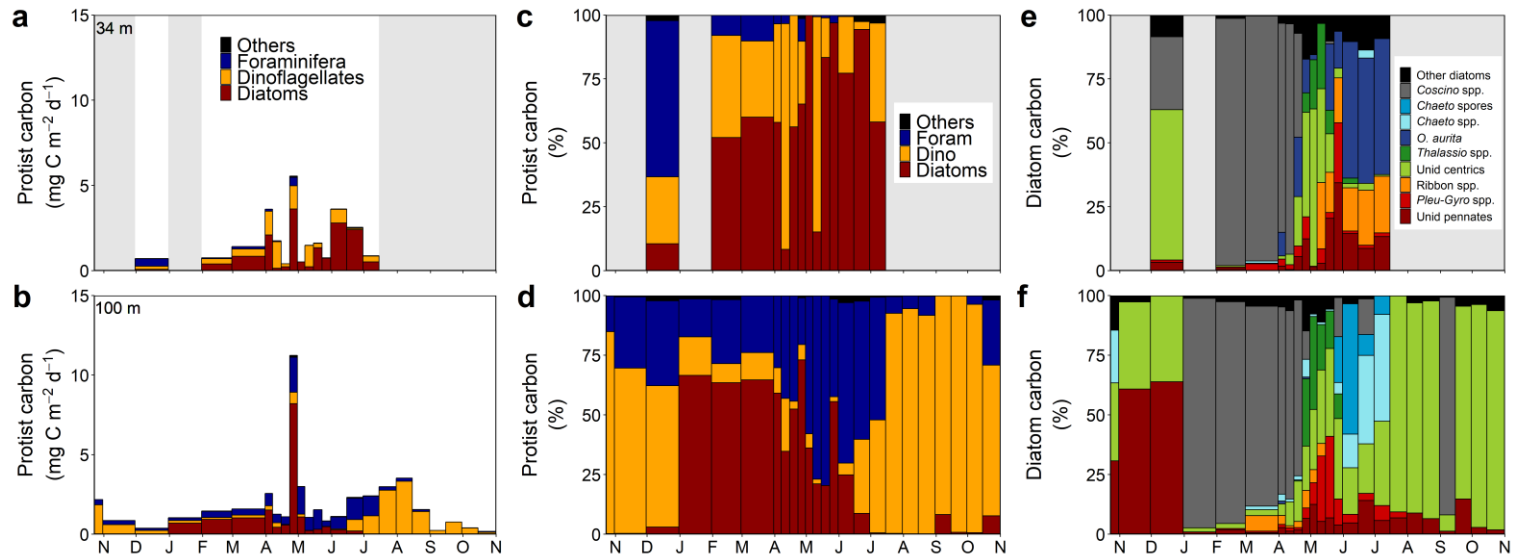 a
34 m
15
10
5
0
Protist carbon
(mg C m⁻² d⁻¹)
Others
Foraminifera
Dinoflagellates
Diatoms
c
100
75
50
25
0
Protist carbon
(%)
Others
Foram
Dino
Diatoms
e
100
75
50
25
0
Diatom carbon
(%)
Other diatoms
Coscino spp.
Chaeto spores
Chaeto spp.
O. aurita
Thalassio spp.
Unid centrics
Ribbon spp.
Pleu-Gyro spp.
Unid pennates
b
100 m
15
10
5
0
Protist carbon
(mg C m⁻² d⁻¹)
N D J F M A M J J A S O N
d
100
75
50
25
0
Protist carbon
(%)
N D J F M A M J J A S O N
f
100
75
50
25
0
Diatom carbon
(%)
N D J F M A M J J A S O N